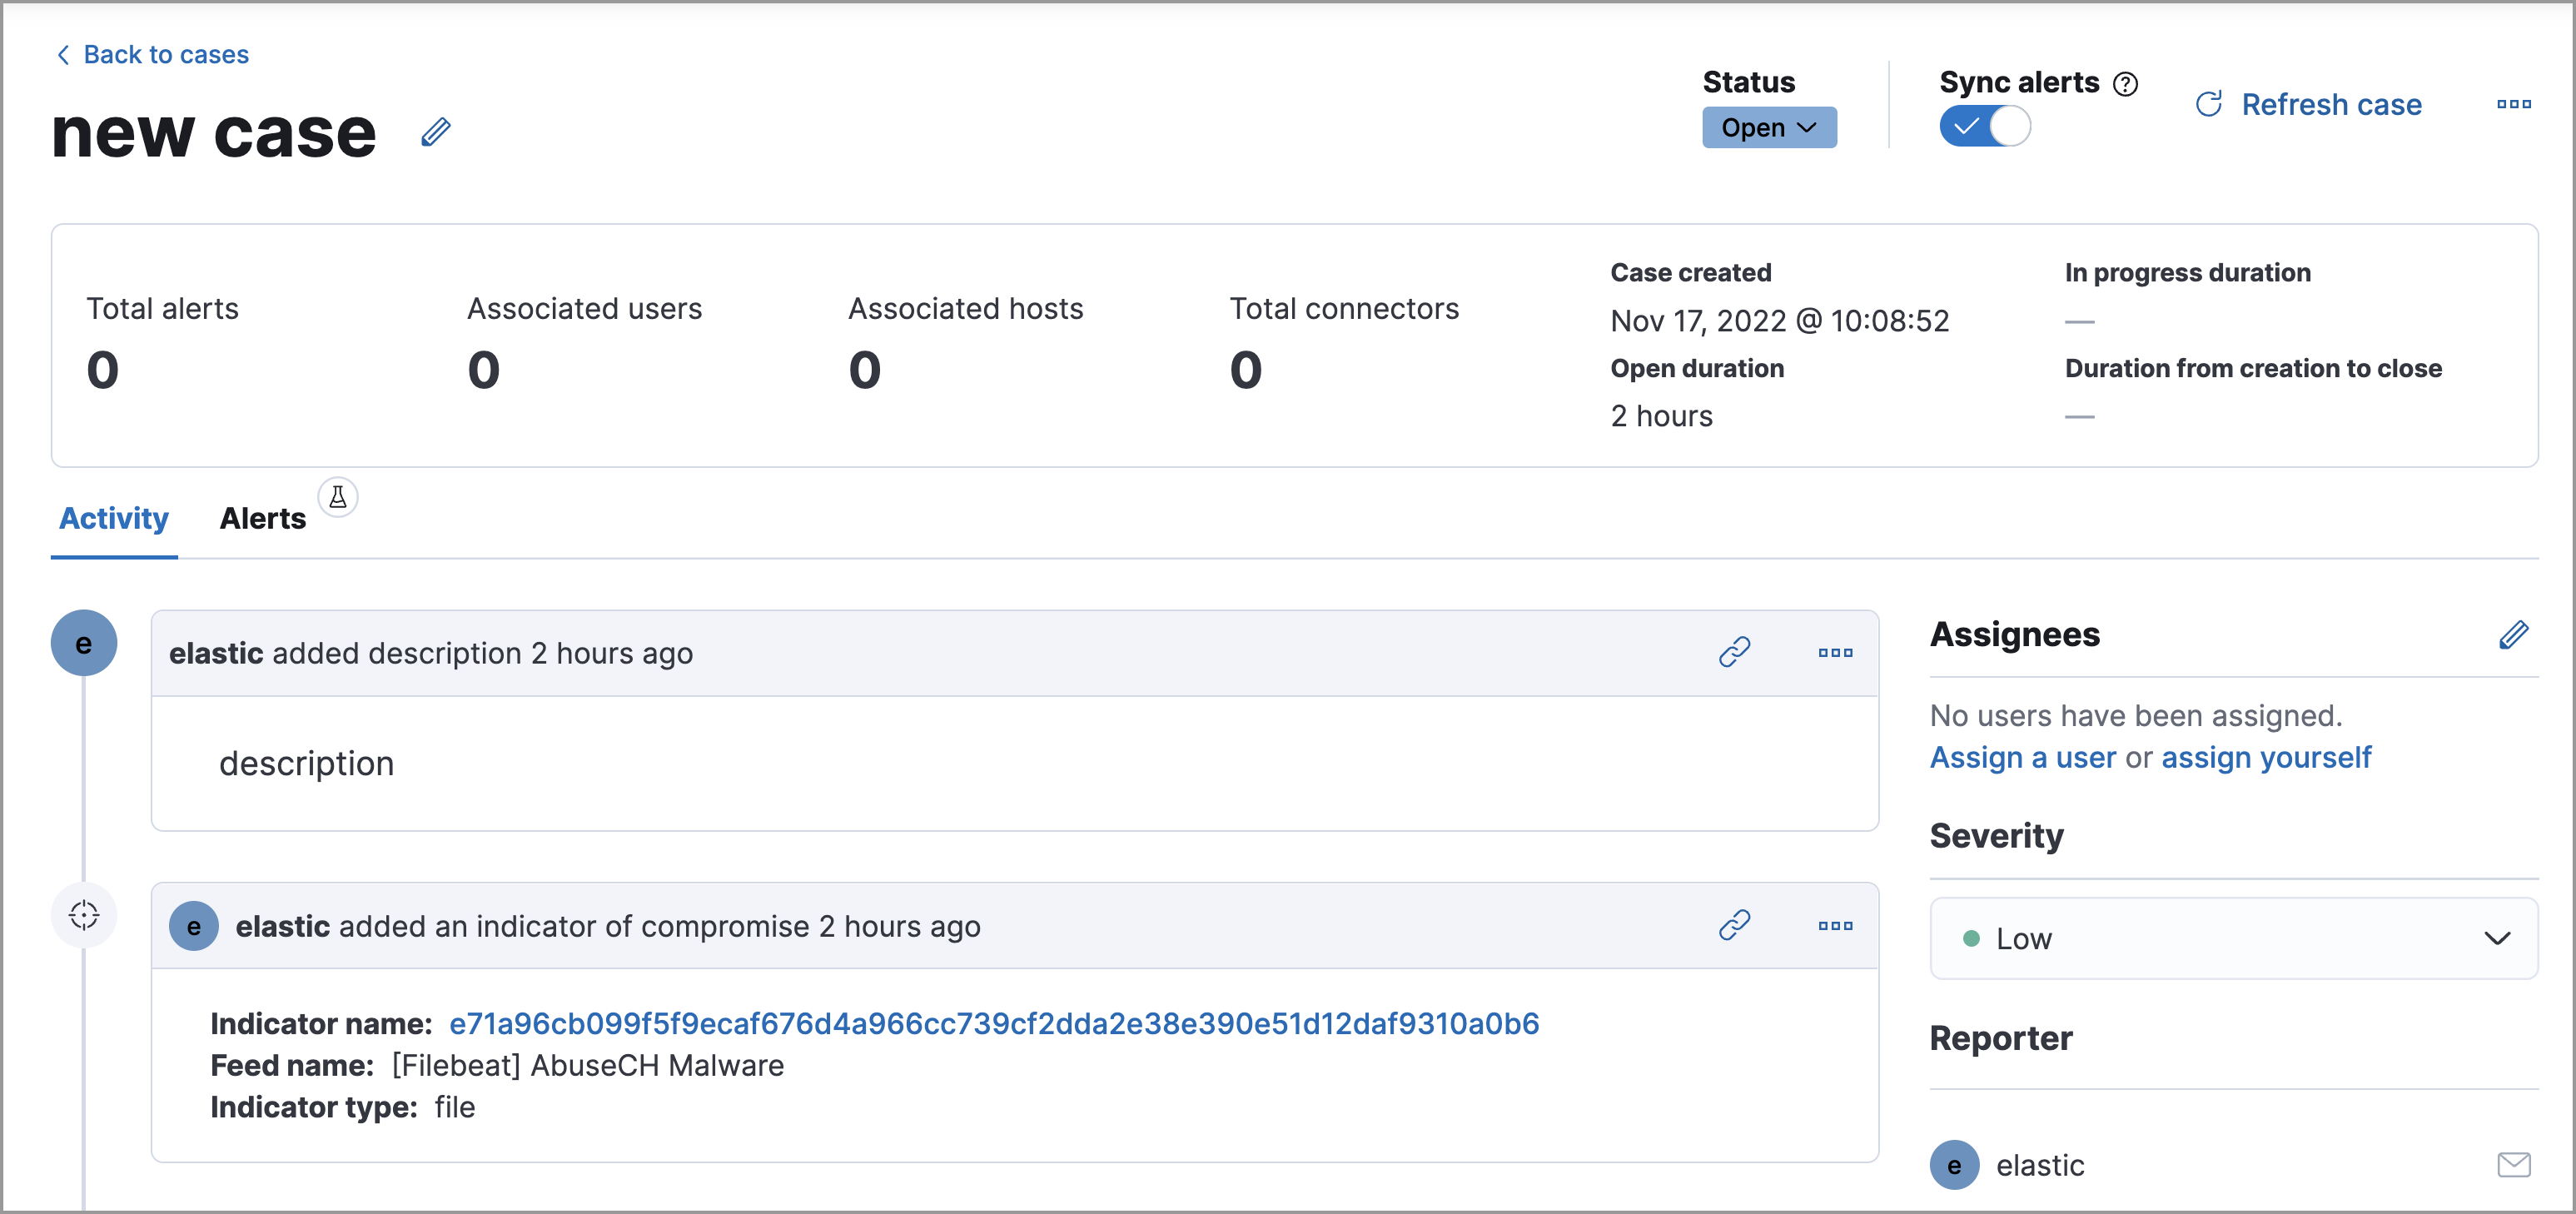 Back to cases
new case
Status
Open
Sync alerts
Refresh case
Total alerts
0
Associated users
0
Associated hosts
0
Total connectors
0
Case created
Nov 17, 2022 @ 10:08:52
Open duration
2 hours
In progress duration
—
Duration from creation to close
—
Activity
Alerts
e
elastic added description 2 hours ago
description
e
elastic added an indicator of compromise 2 hours ago
Indicator name: e71a96cb099f5f9ecaf676d4a966cc739cf2dda2e38e390e51d12daf9310a0b6
Feed name: [Filebeat] AbuseCH Malware
Indicator type: file
Assignees
No users have been assigned.
Assign a user or assign yourself
Severity
Low
Reporter
e
elastic